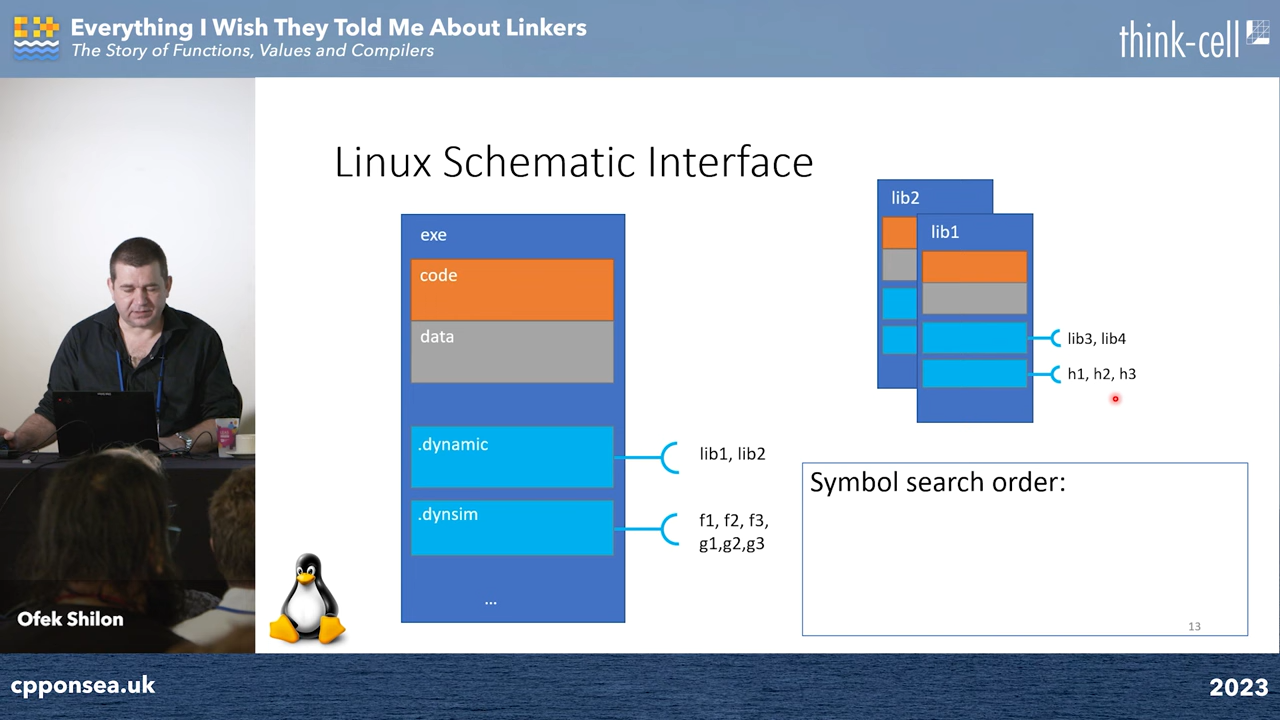 Everything I Wish They Told Me About Linkers
The Story of Functions, Values and Compilers
think-cell
Linux Schematic Interface
exe
code
data
.dynamic
lib1, lib2
.dynsim
f1, f2, f3,
g1,g2,g3
...
lib2
lib1
lib3, lib4
h1, h2, h3
Symbol search order:
13
Ofek Shilon
cpponsea.uk
2023